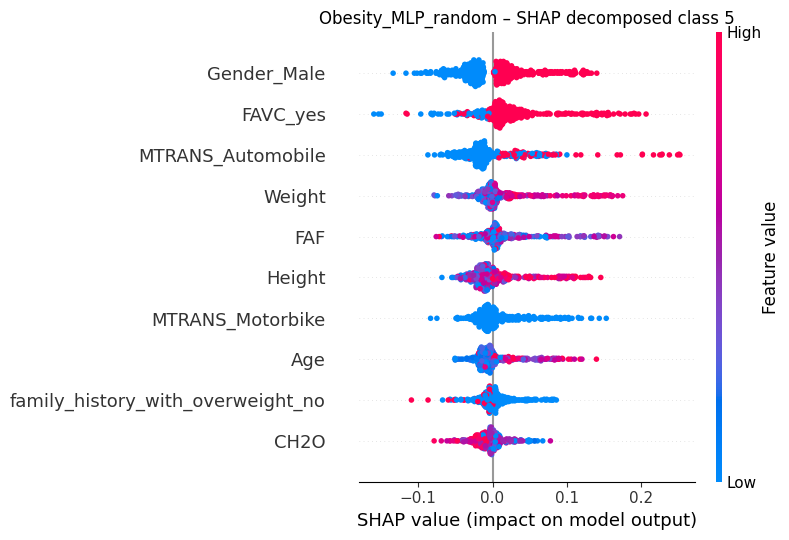 Obesity_MLP_random – SHAP decomposed class 5
High
Gender_Male
FAVC_yes
MTRANS_Automobile
Weight
FAF
Height
MTRANS_Motorbike
Age
family_history_with_overweight_no
CH2O
Feature value
Low
−0.1 0.0 0.1 0.2
SHAP value (impact on model output)